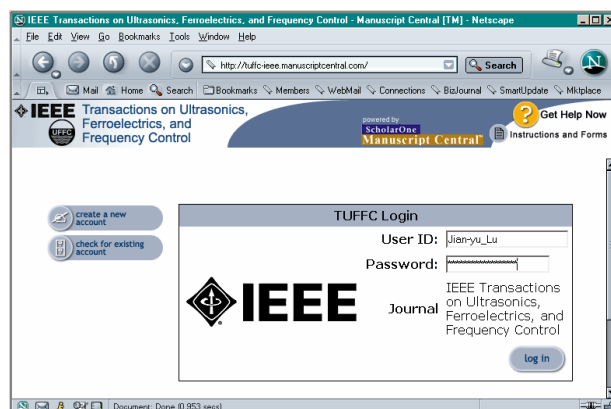 IEEE Transactions on Ultrasonics, Ferroelectrics, and Frequency Control - Manuscript Central [TM] - Netscape
File Edit View Go Bookmarks Tools Window Help
http://tuffc-ieee.manuscriptcentral.com/
Search
N
Mail Home Search Bookmarks Members WebMail Connections BizJournal SmartUpdate Mktplace
IEEE Transactions on Ultrasonics,
Ferroelectrics, and
Frequency Control
UFFC
powered by
ScholarOne
Manuscript Central™
? Get Help Now
Instructions and Forms
create a new
account
check for existing
account
TUFFC Login
User ID: Jian-yu_Lu
Password:
IEEE
Journal
IEEE Transactions
on Ultrasonics,
Ferroelectrics, and
Frequency Control
log in
Document: Done (0.953 secs)